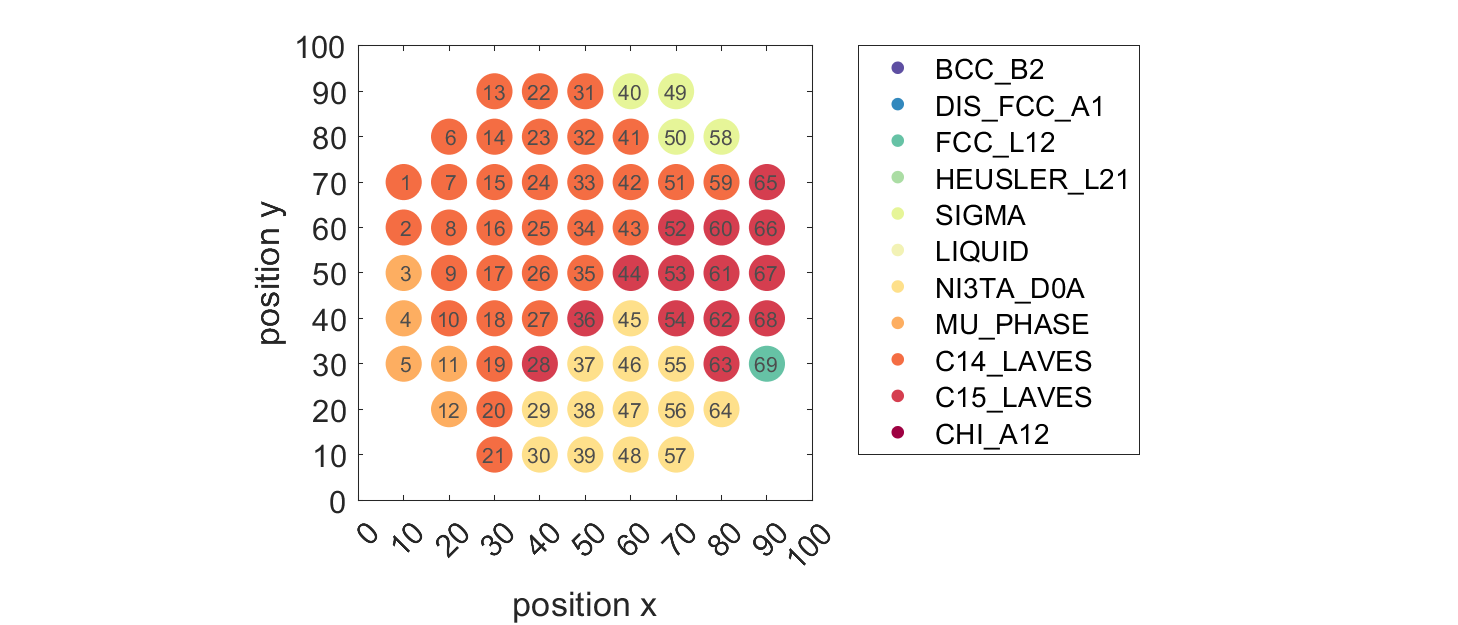 100
90
80
70
60
50
40
30
20
10
0
13 22 31 40 49
6 14 23 32 41 50 58
1 7 15 24 33 42 51 59 65
2 8 16 25 34 43 52 60 66
3 9 17 26 35 44 53 61 67
4 10 18 27 36 45 54 62 68
5 11 19 28 37 46 55 63 69
12 20 29 38 47 56 64
21 30 39 48 57
0 10 20 30 40 50 60 70 80 90 100
position x
position y
BCC_B2
DIS_FCC_A1
FCC_L12
HEUSLER_L21
SIGMA
LIQUID
NI3TA_D0A
MU_PHASE
C14_LAVES
C15_LAVES
CHI_A12